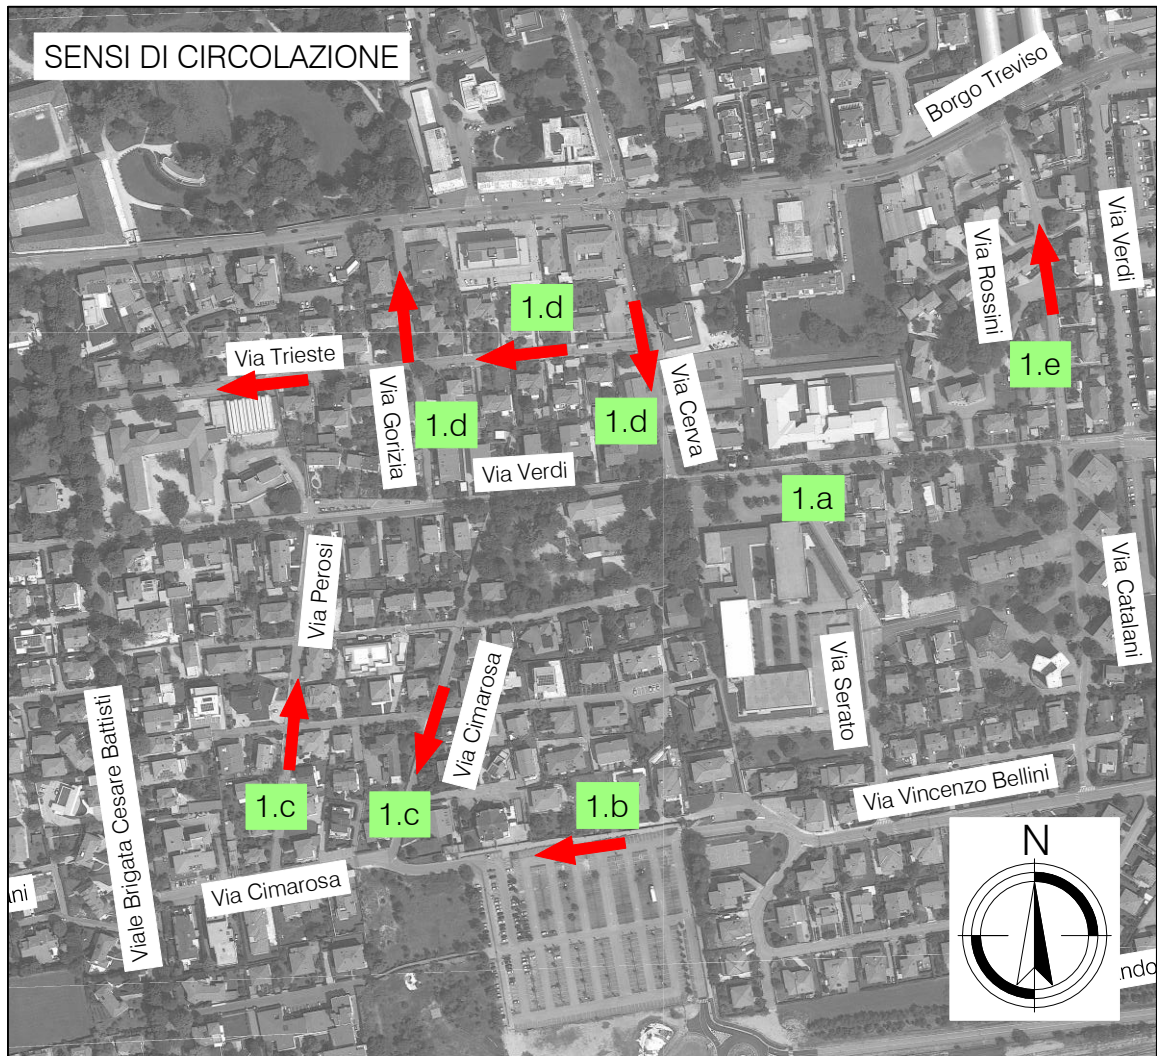 SENSI DI CIRCOLAZIONE
Borgo Treviso
Via Verdi
Via Rossini
1.d
Via Trieste
1.e
Via Gorizia
Via Cerva
1.d
1.d
Via Verdi
1.a
Via Perosi
Via Catalani
Via Cimarosa
Via Serato
Viale Brigata Cesare Battisti
Via Vincenzo Bellini
1.c
1.c
1.b
N
Via Cimarosa
ani
ndo